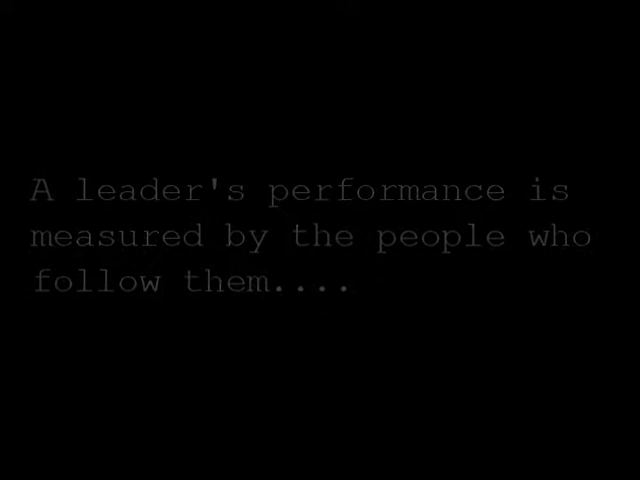 A leader's performance is
measured by the people who
follow them....